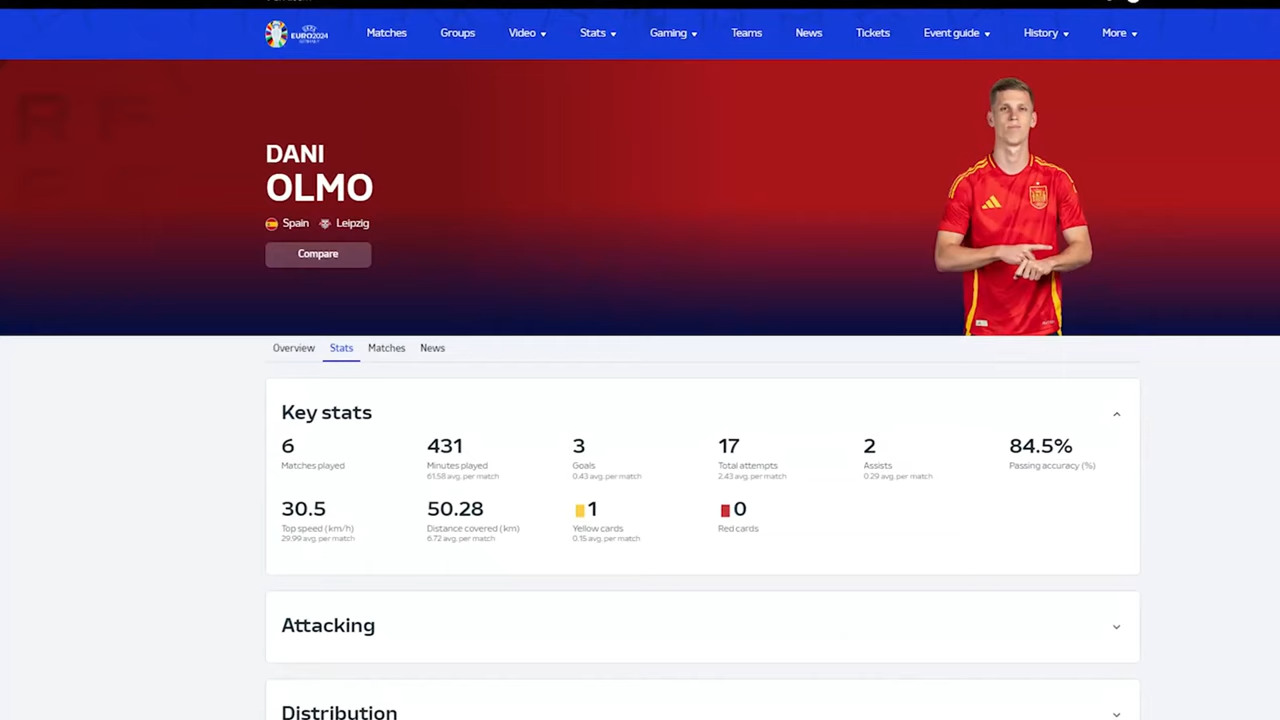 UEFA
EURO2024
GERMANY
Matches Groups Video Stats Gaming Teams News Tickets Event guide History More
DANI
OLMO
Spain Leipzig
Compare
Overview Stats Matches News
Key stats
6 431 3 17 2 84.5%
Matches played Minutes played Goals Total attempts Assists Passing accuracy (%)
61.58 avg. per match 0.43 avg. per match 2.43 avg. per match 0.29 avg. per match
30.5 50.28 1 0
Top speed (km/h) Distance covered (km) Yellow cards Red cards
29.99 avg. per match 6.72 avg. per match 0.15 avg. per match
Attacking
Distribution